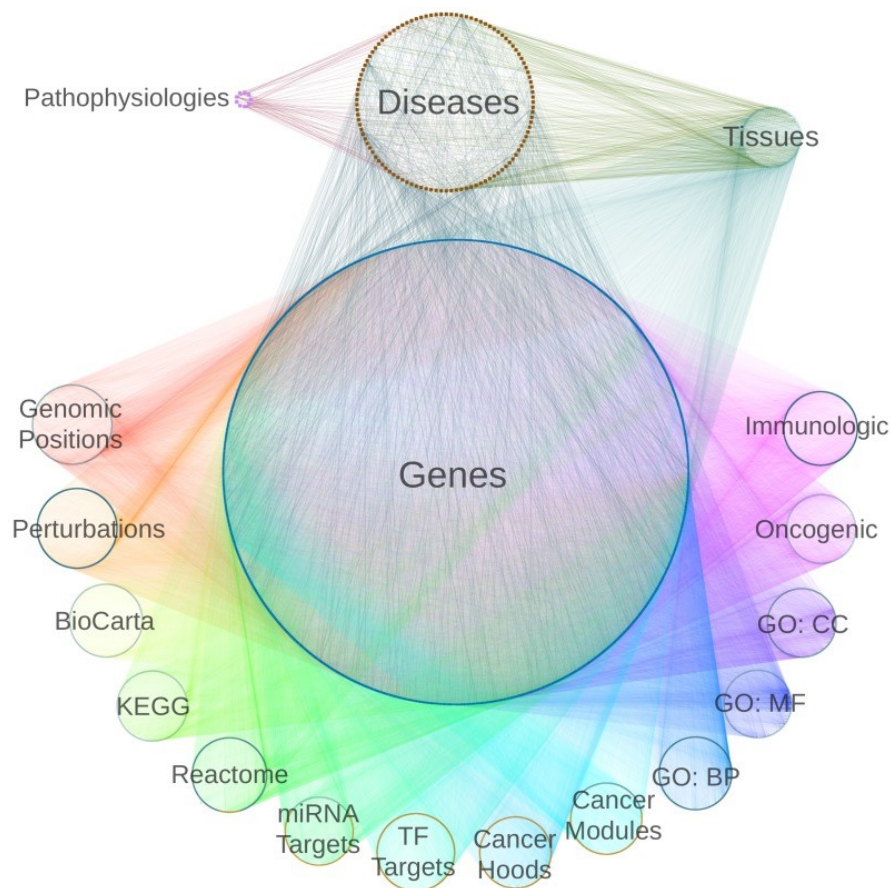 Pathophysiologies
Diseases
Tissues
Genes
Genomic
Positions
Perturbations
BioCarta
KEGG
Reactome
miRNA
Targets
TF
Targets
Cancer
Hoods
Cancer
Modules
GO: BP
GO: MF
GO: CC
Oncogenic
Immunologic